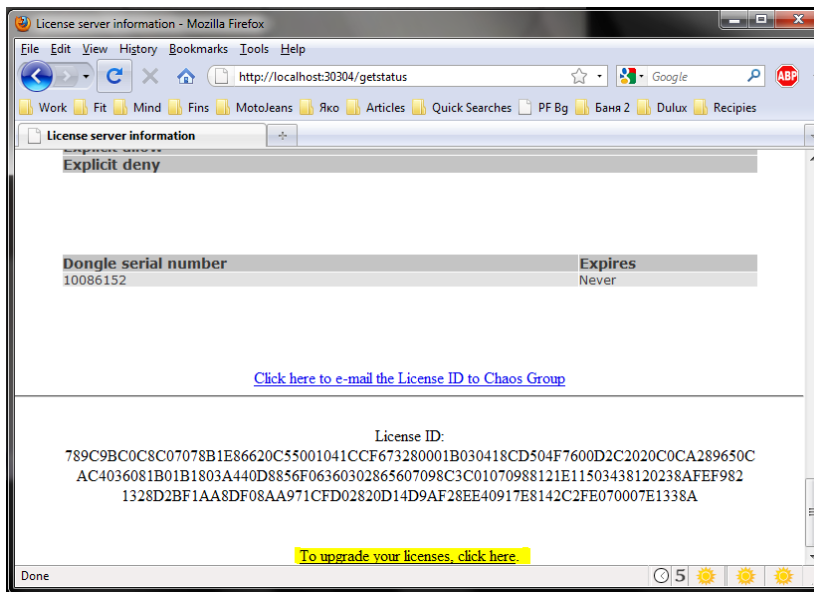 License server information - Mozilla Firefox
File Edit View History Bookmarks Tools Help
http://localhost:30304/getstatus Google ABP
Work Fit Mind Fins MotoJeans Яко Articles Quick Searches PF Bg Баня 2 Dulux Recipies
License server information
Explicit allow
Explicit deny
Dongle serial number Expires
10086152 Never
Click here to e-mail the License ID to Chaos Group
License ID:
789C9BC0C8C07078B1E86620C55001041CCF673280001B030418CD504F7600D2C2020C0CA289650C
AC4036081B01B1803A440D8856F06360302865607098C3C01070988121E11503438120238AFEF982
1328D2BF1AA8DF08AA971CFD02820D14D9AF28EE40917E8142C2FE070007E1338A
To upgrade your licenses, click here.
Done 5